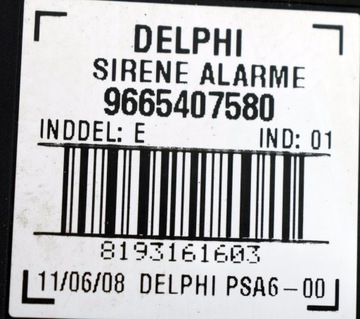 DELPHI
SIRENE ALARME
9665407580
INDDEL: E IND: 01
8193161603
11/06/08 DELPHI PSA6-00